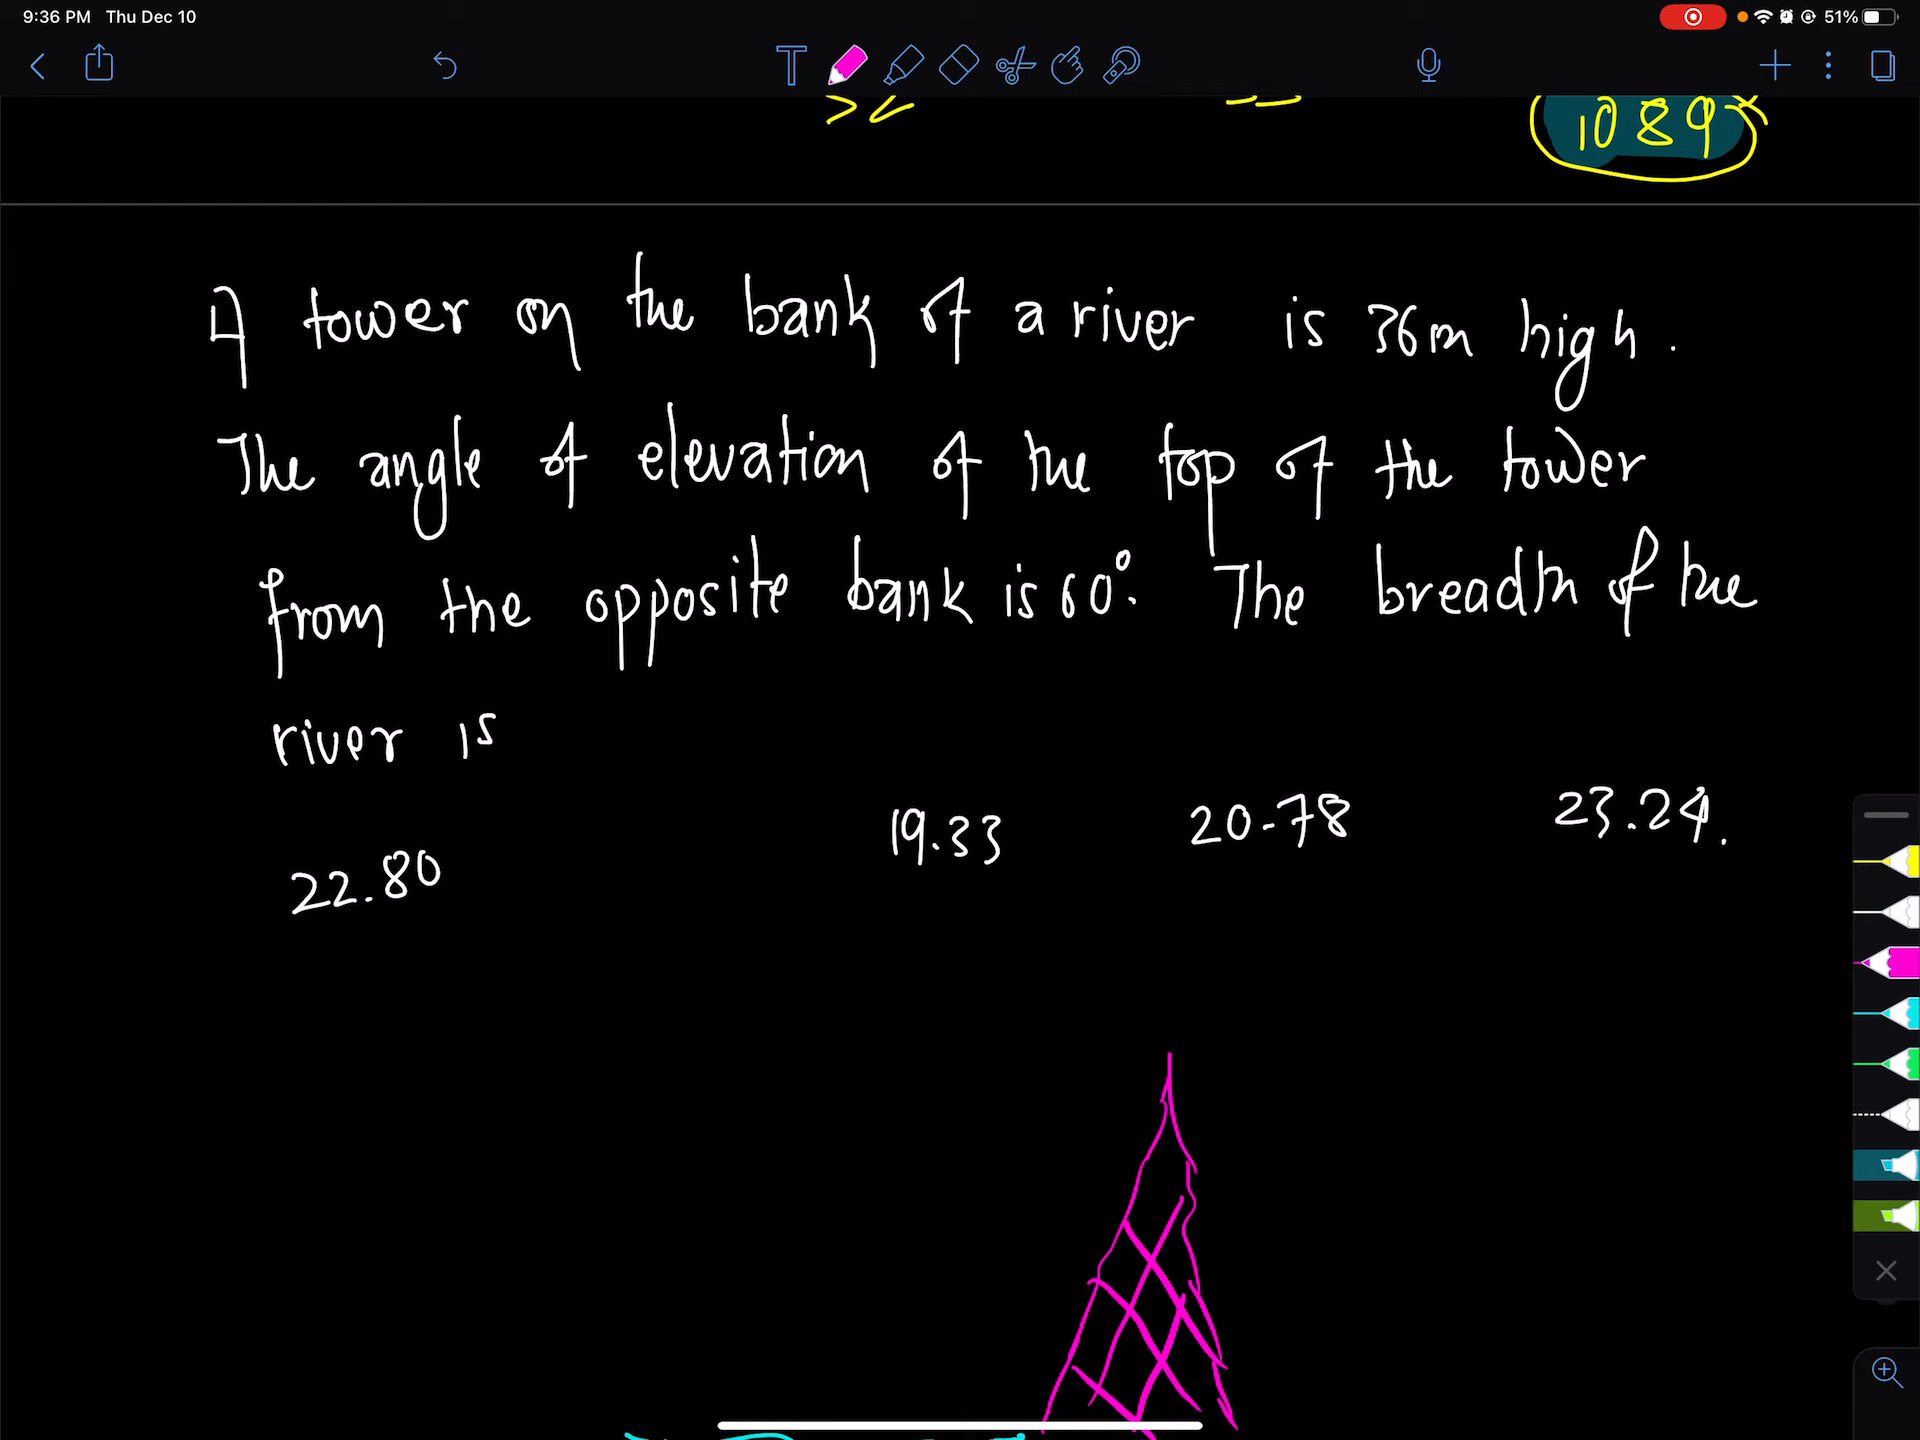 9:36 PM Thu Dec 10
51%
T
1089
A tower on the bank of a river is 36m high.
The angle of elevation of the top of the tower
from the opposite bank is 60°. The breadth of the
river is
22.80 19.33 20.78 23.24.